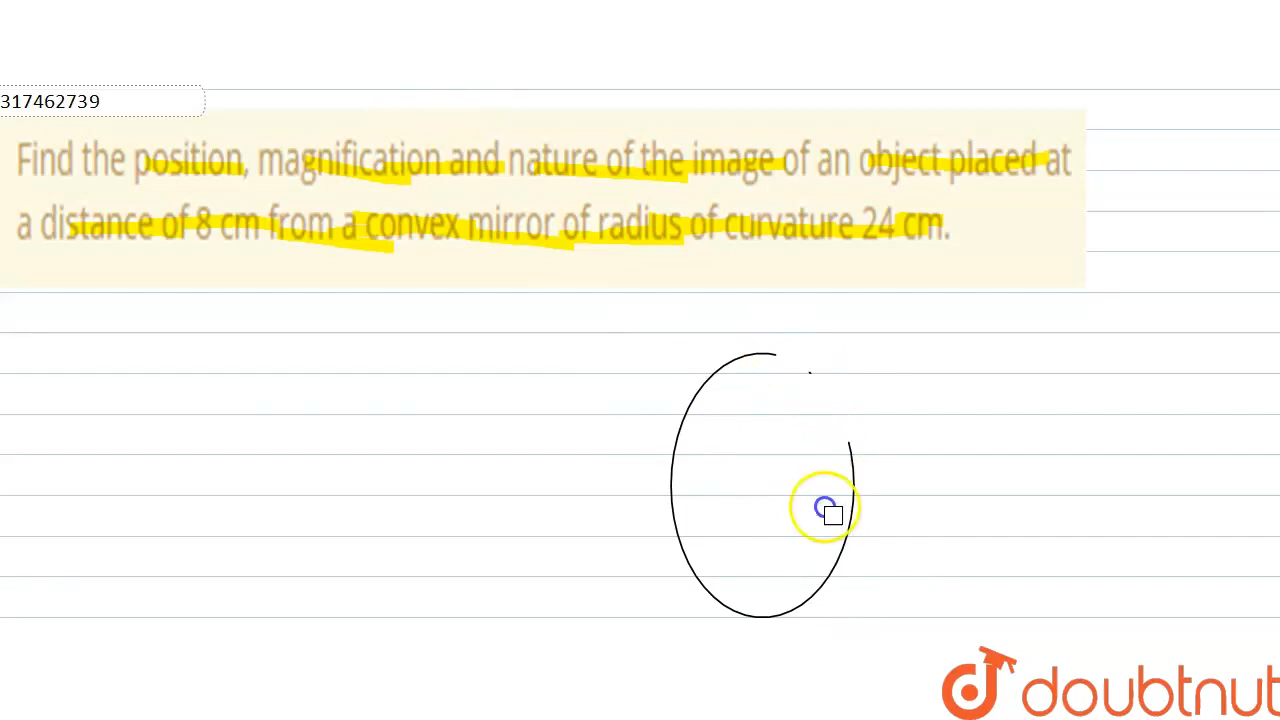 317462739
Find the position, magnification and nature of the image of an object placed at
a distance of 8 cm from a convex mirror of radius of curvature 24 cm.
doubtnut